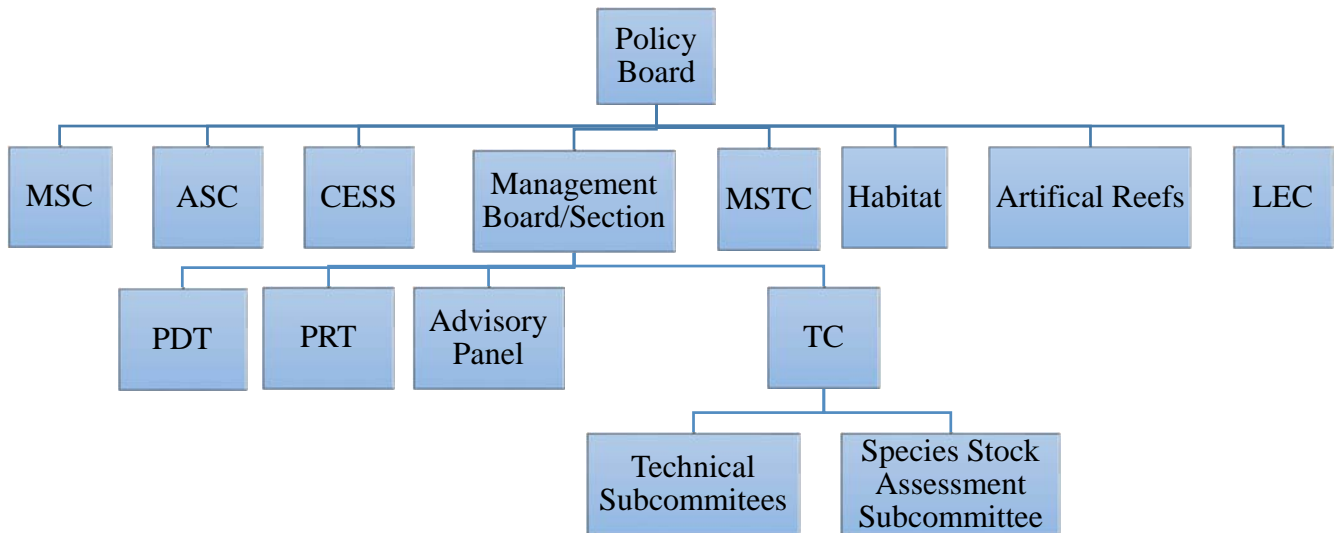 Policy
Board
MSC
ASC
CESS
Management
Board/Section
MSTC
Habitat
Artifical Reefs
LEC
PDT
PRT
Advisory
Panel
TC
Technical
Subcommitees
Species Stock
Assessment
Subcommittee